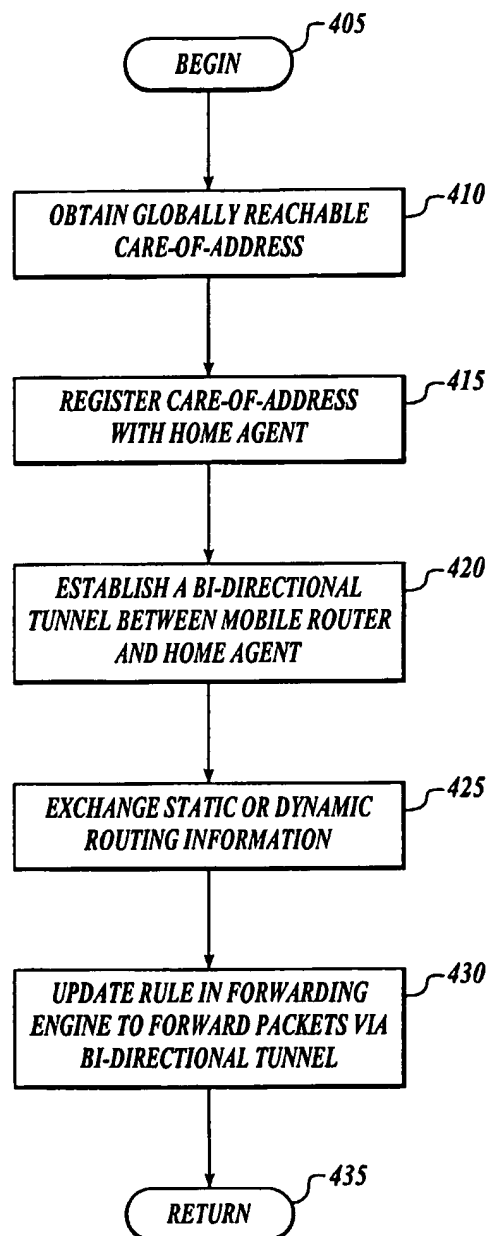 405
BEGIN
410
OBTAIN GLOBALLY REACHABLE
CARE-OF-ADDRESS
415
REGISTER CARE-OF-ADDRESS
WITH HOME AGENT
420
ESTABLISH A BI-DIRECTIONAL
TUNNEL BETWEEN MOBILE ROUTER
AND HOME AGENT
425
EXCHANGE STATIC OR DYNAMIC
ROUTING INFORMATION
430
UPDATE RULE IN FORWARDING
ENGINE TO FORWARD PACKETS VIA
BI-DIRECTIONAL TUNNEL
435
RETURN